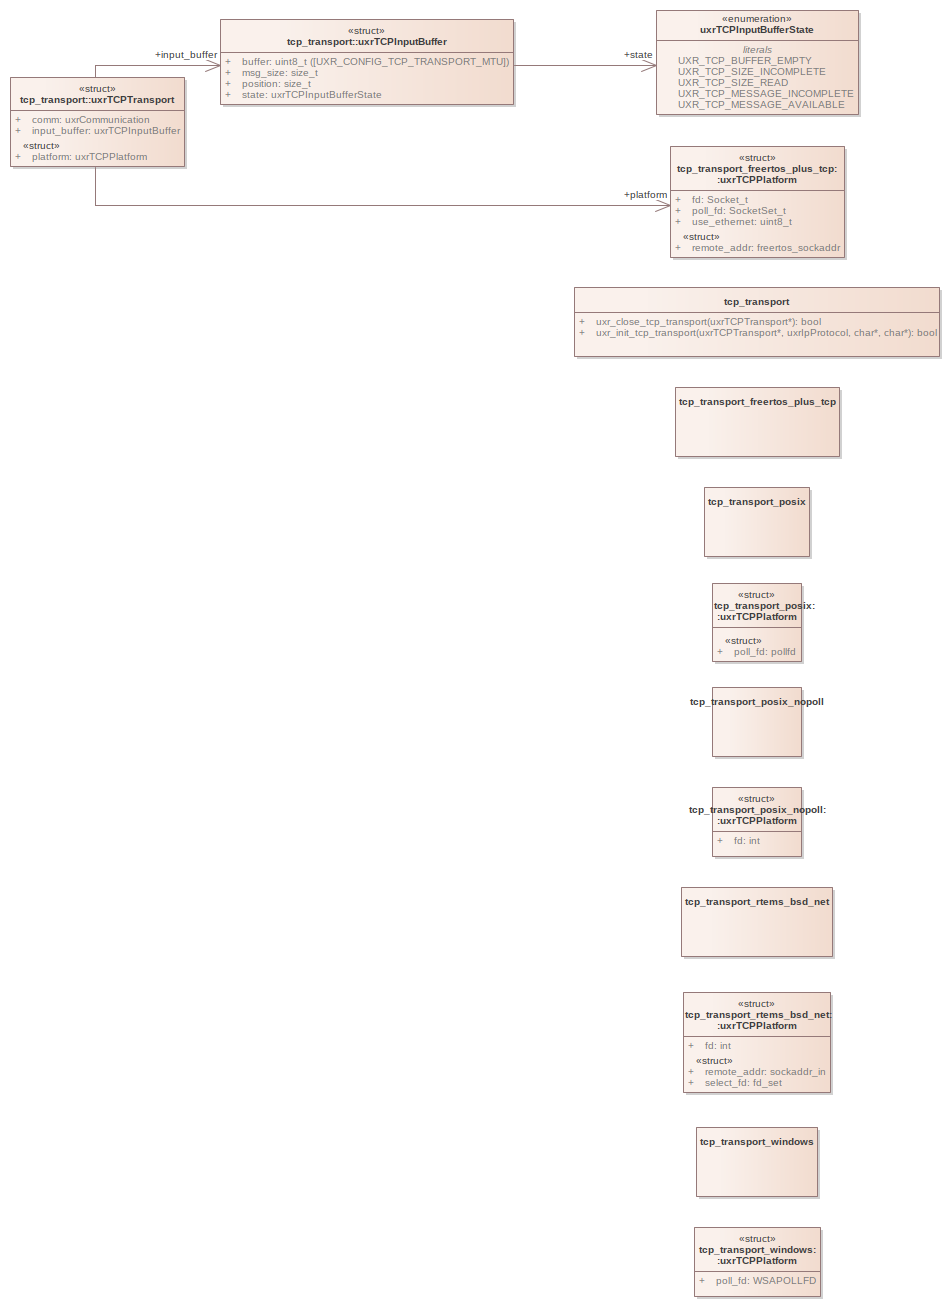 «struct»
tcp_transport::uxrTCPTransport
+ comm: uxrCommunication
+ input_buffer: uxrTCPInputBuffer
«struct»
+ platform: uxrTCPPlatform
+input_buffer
«struct»
tcp_transport::uxrTCPInputBuffer
+ buffer: uint8_t ([UXR_CONFIG_TCP_TRANSPORT_MTU])
+ msg_size: size_t
+ position: size_t
+ state: uxrTCPInputBufferState
+state
«enumeration»
uxrTCPInputBufferState
literals
UXR_TCP_BUFFER_EMPTY
UXR_TCP_SIZE_INCOMPLETE
UXR_TCP_SIZE_READ
UXR_TCP_MESSAGE_INCOMPLETE
UXR_TCP_MESSAGE_AVAILABLE
+platform
«struct»
tcp_transport_freertos_plus_tcp:
:uxrTCPPlatform
+ fd: Socket_t
+ poll_fd: SocketSet_t
+ use_ethernet: uint8_t
«struct»
+ remote_addr: freertos_sockaddr
tcp_transport
+ uxr_close_tcp_transport(uxrTCPTransport*): bool
+ uxr_init_tcp_transport(uxrTCPTransport*, uxrIpProtocol, char*, char*): bool
tcp_transport_freertos_plus_tcp
tcp_transport_posix
«struct»
tcp_transport_posix:
:uxrTCPPlatform
«struct»
+ poll_fd: pollfd
tcp_transport_posix_nopoll
«struct»
tcp_transport_posix_nopoll:
:uxrTCPPlatform
+ fd: int
tcp_transport_rtems_bsd_net
«struct»
tcp_transport_rtems_bsd_net:
:uxrTCPPlatform
+ fd: int
«struct»
+ remote_addr: sockaddr_in
+ select_fd: fd_set
tcp_transport_windows
«struct»
tcp_transport_windows:
:uxrTCPPlatform
+ poll_fd: WSAPOLLFD